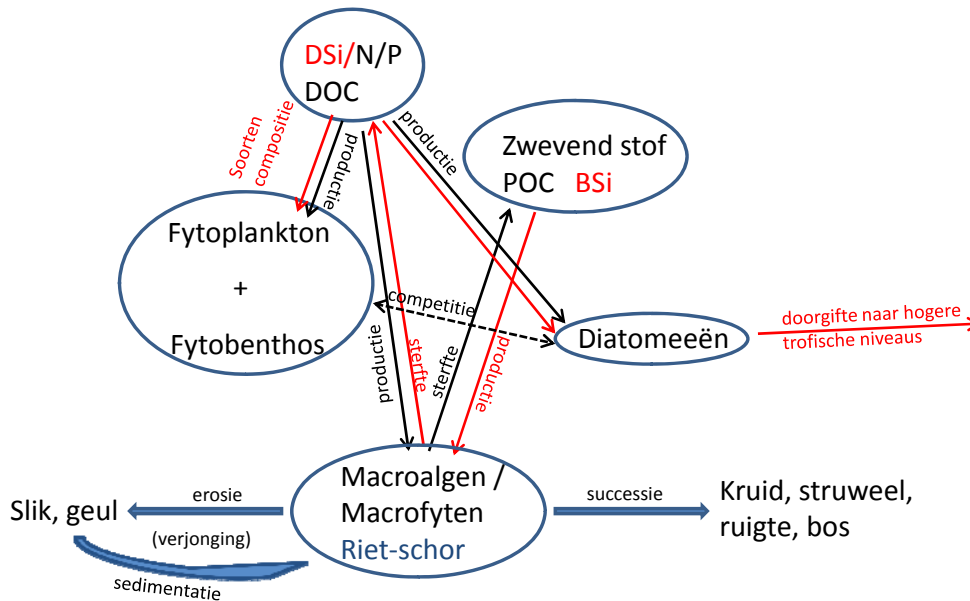 DSi/N/P
DOC
Soorten
compositie
productie
productie
Zwevend stof
POC BSi
Fytoplankton
+
Fytobenthos
competitie
Diatomeeën
doorgifte naar hogere
trofische niveaus
productie
sterfte
sterfte
productie
Macroalgen /
Macrofyten
Riet-schor
erosie
Slik, geul
(verjonging)
sedimentatie
successie
Kruid, struweel,
ruigte, bos